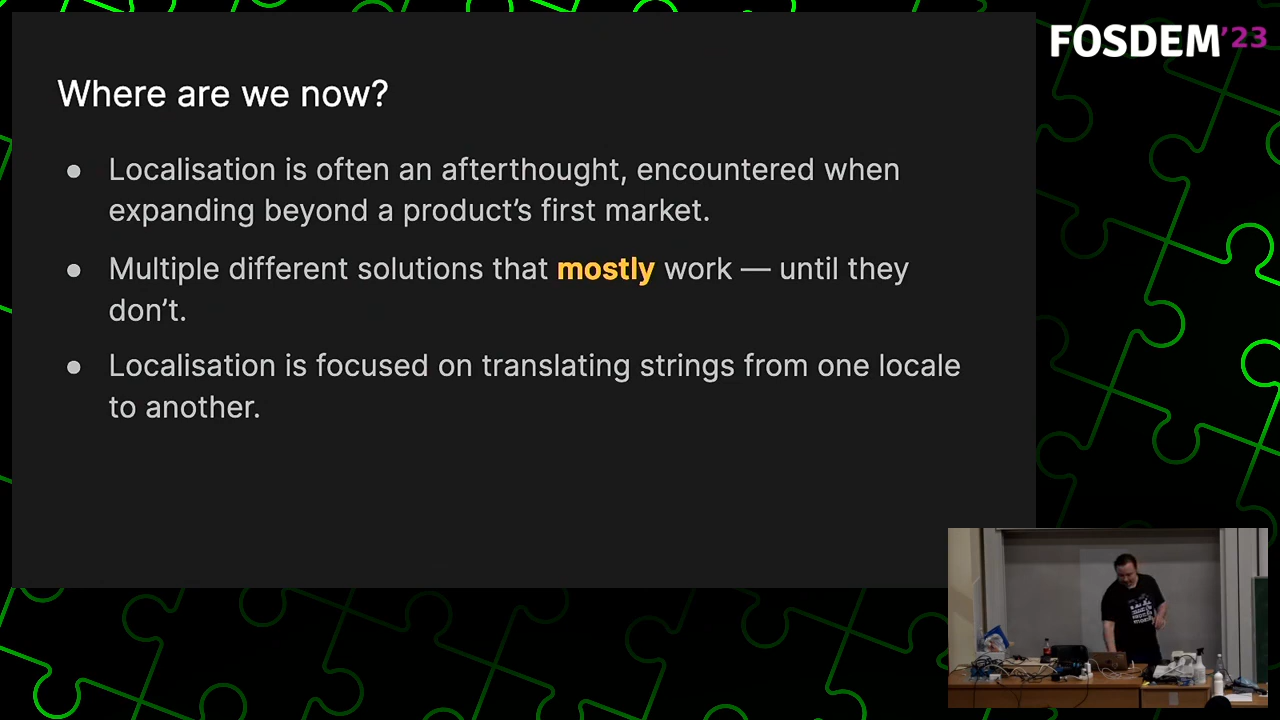 FOSDEM'23
Where are we now?
● Localisation is often an afterthought, encountered when
expanding beyond a product's first market.
● Multiple different solutions that mostly work — until they
don't.
● Localisation is focused on translating strings from one locale
to another.